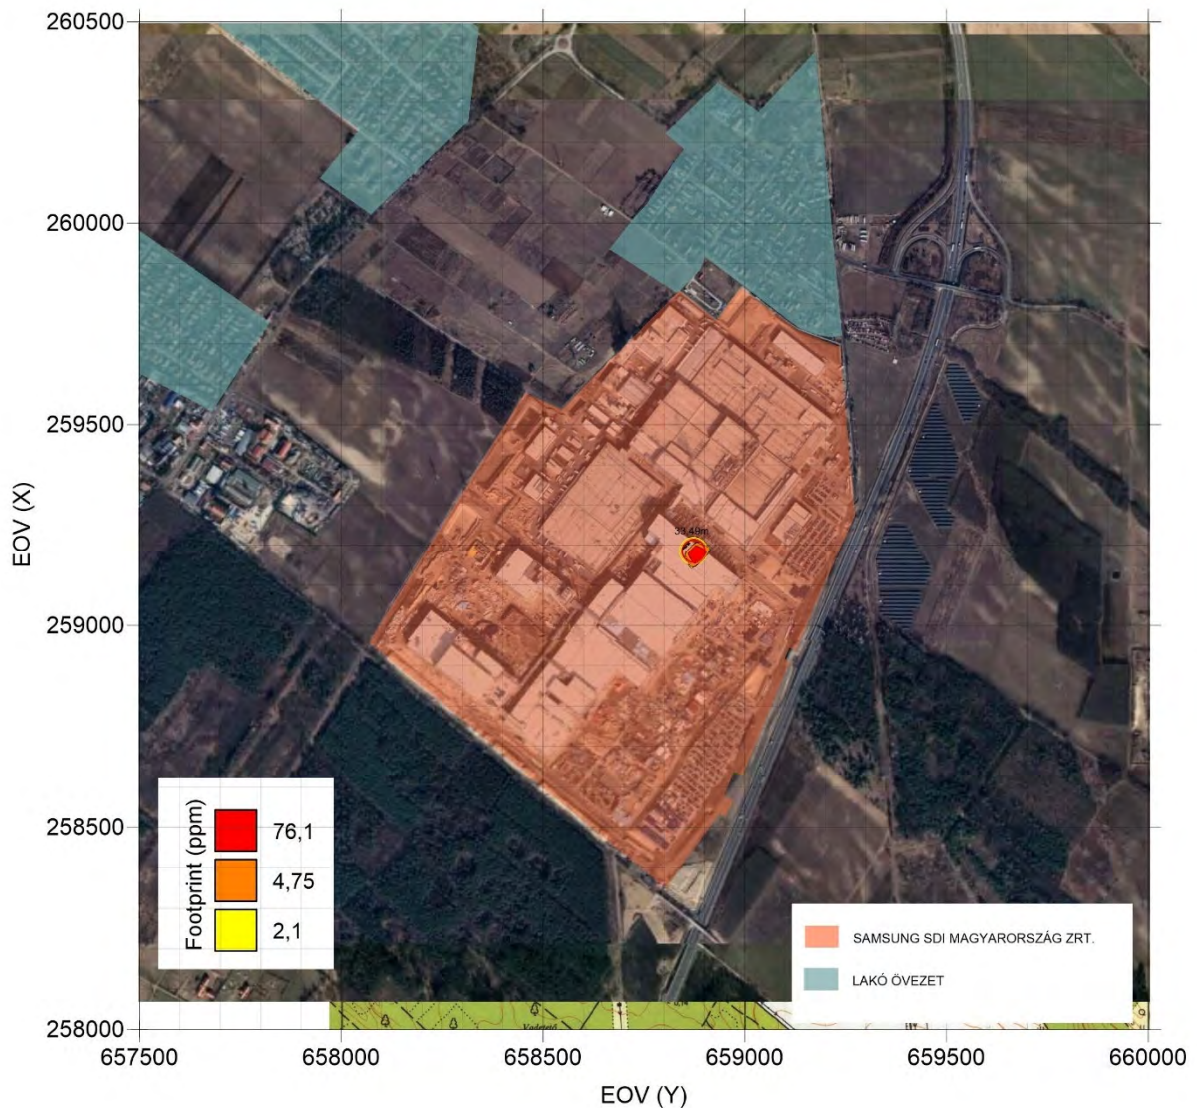 260500
260000
259500
259000
258500
258000
EOV (X)
33,49m
Footprint (ppm)
76,1
4,75
2,1
SAMSUNG SDI MAGYARORSZÁG ZRT.
LAKÓ ÖVEZET
657500
658000
658500
659000
659500
660000
EOV (Y)